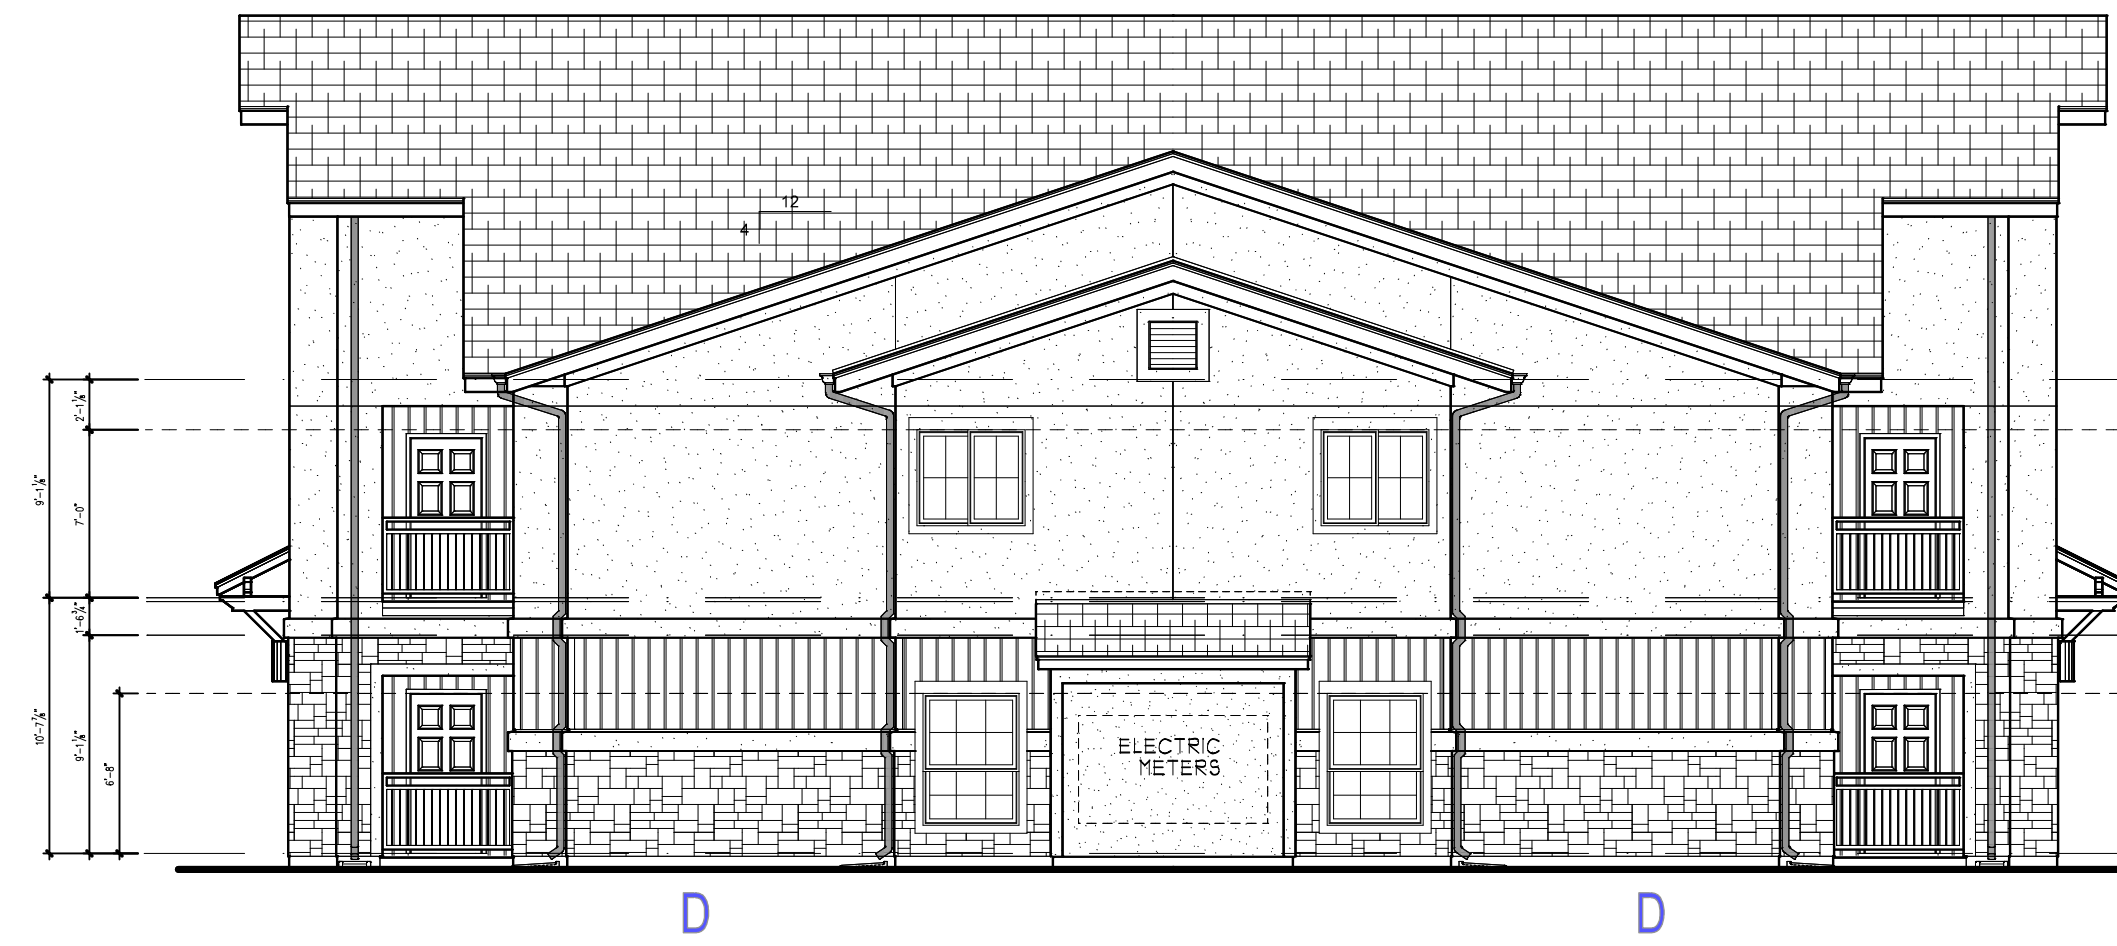 12
4
2'-1⅛"
9'-1⅛"
7'-0"
1'-6¾"
10'-7⅞"
9'-1⅛"
6'-8"
ELECTRIC
METERS
D
D